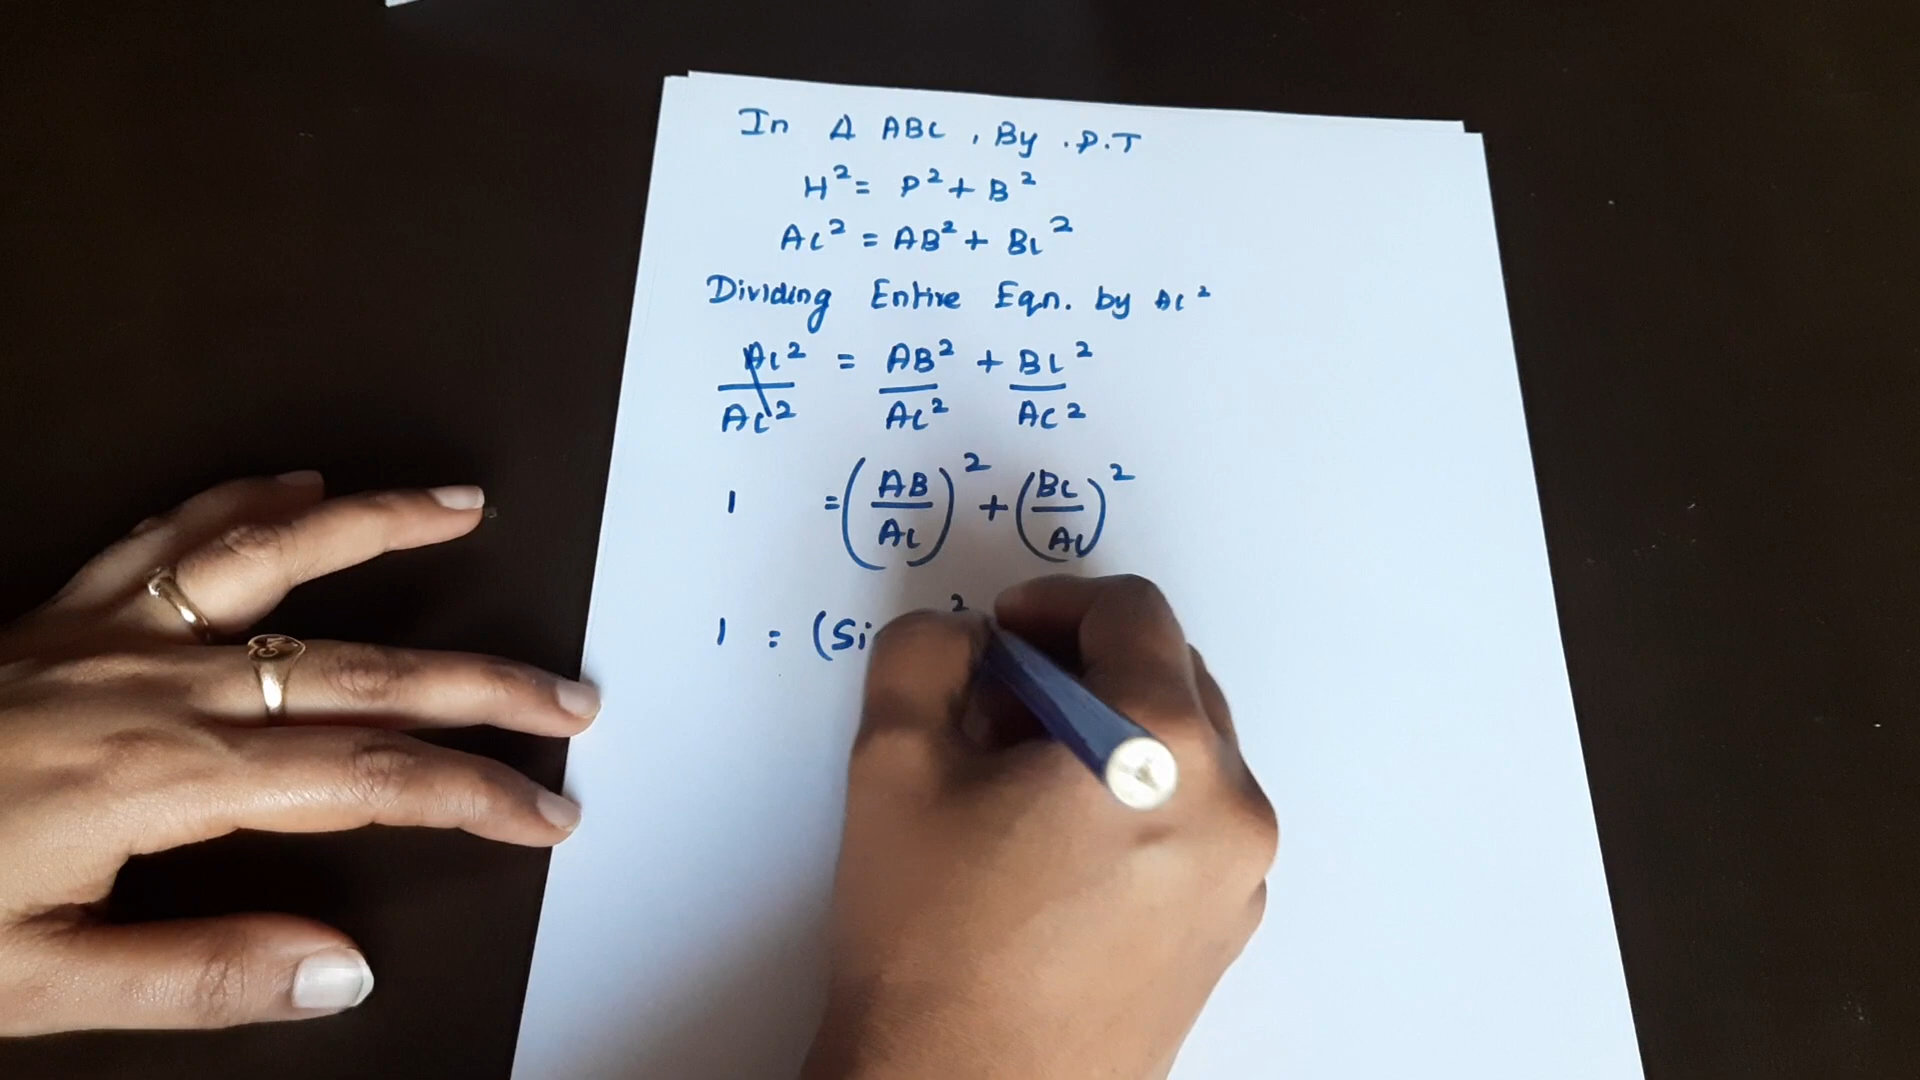 In Δ ABC , By . P.T
H² = P² + B²
AC² = AB² + BC²
Dividing Entire Eqn. by AC²
AC² = AB² + BC²
AC² AC² AC²
1 = (AB)² + (BC)²
AC AC
1 = (Si ²